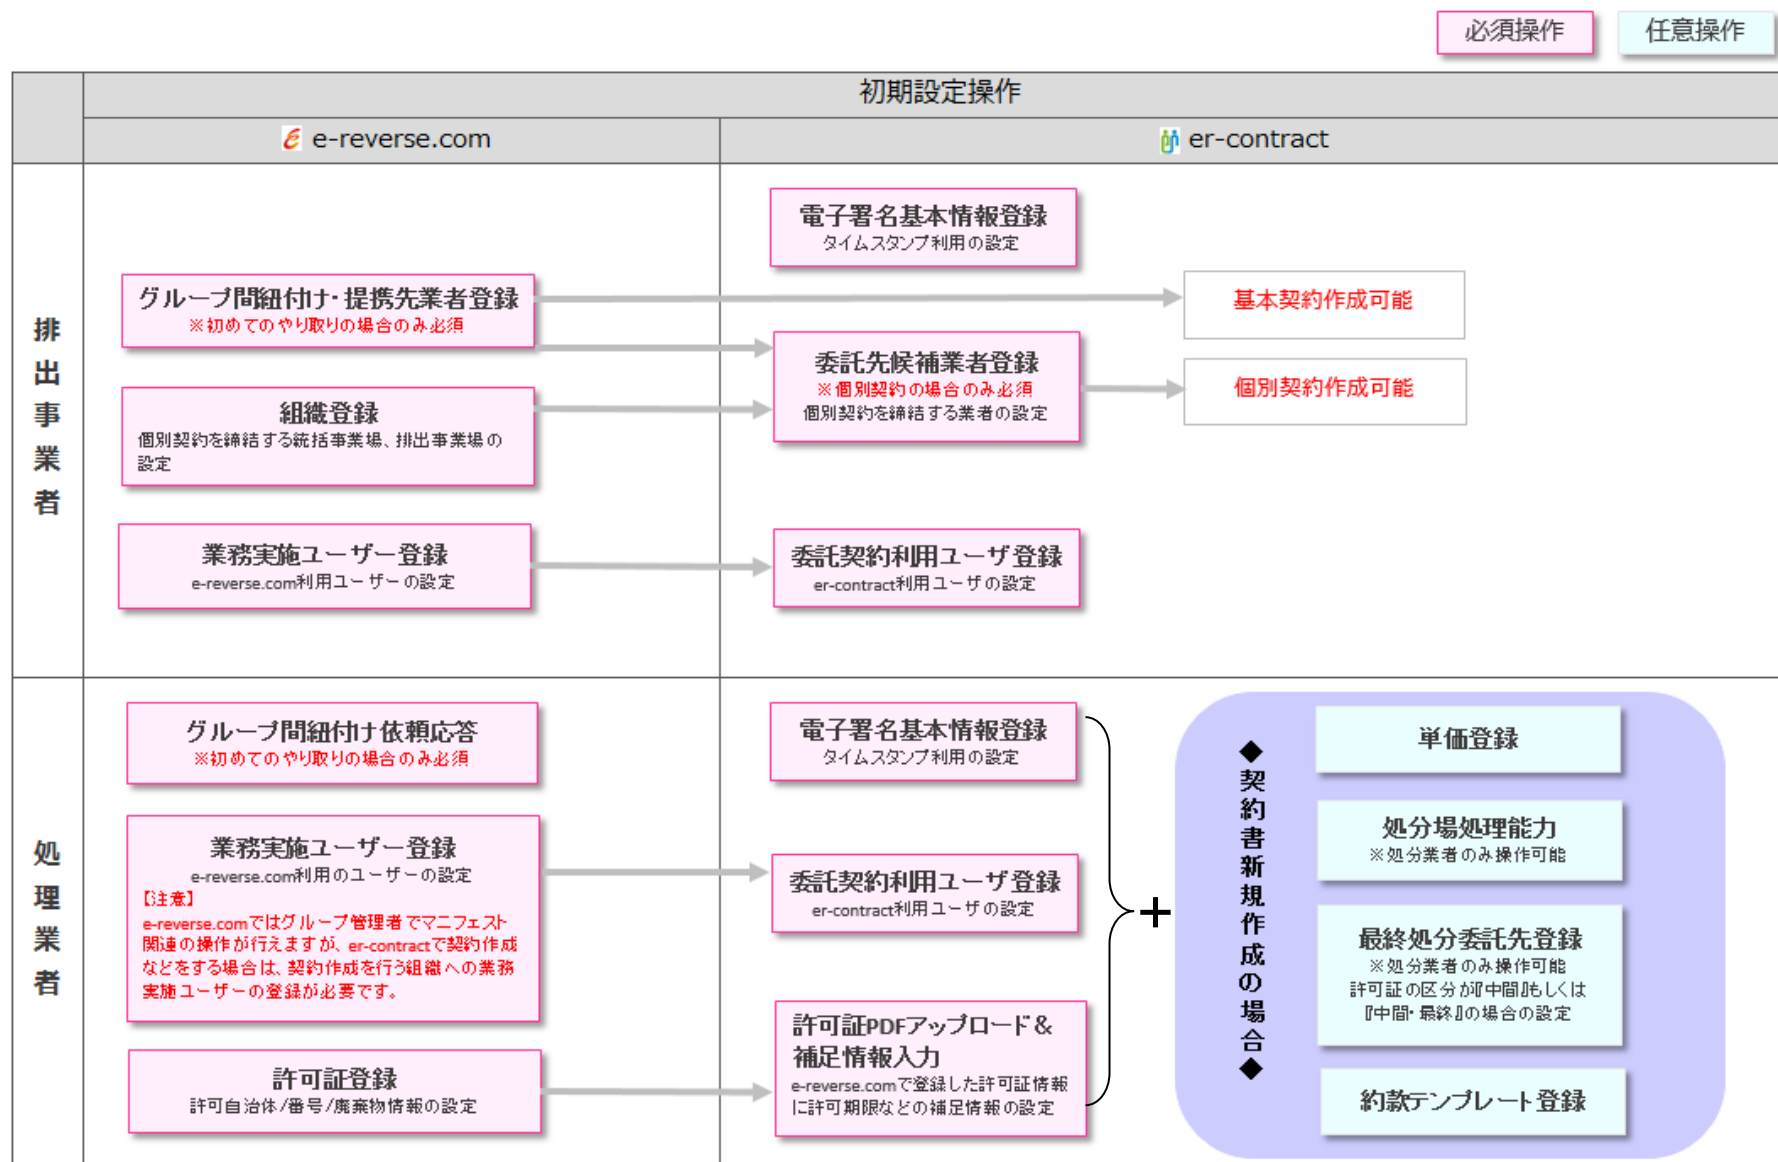 必須操作
任意操作
初期設定操作
e-reverse.com
er-contract
排出事業者
グループ間紐付け・提携先業者登録
※初めてのやり取りの場合のみ必須
組織登録
個別契約を締結する統括事業場、排出事業場の
設定
業務実施ユーザー登録
e-reverse.com利用ユーザーの設定
電子署名基本情報登録
タイムスタンプ利用の設定
委託先候補業者登録
※個別契約の場合のみ必須
個別契約を締結する業者の設定
委託契約利用ユーザ登録
er-contract利用ユーザの設定
基本契約作成可能
個別契約作成可能
処理業者
グループ間紐付け依頼応答
※初めてのやり取りの場合のみ必須
業務実施ユーザー登録
e-reverse.com利用のユーザーの設定
【注意】
e-reverse.comではグループ管理者でマニフェスト
関連の操作が行えますが、er-contractで契約作成
などをする場合は、契約作成を行う組織への業務
実施ユーザーの登録が必要です。
許可証登録
許可自治体/番号/廃棄物情報の設定
電子署名基本情報登録
タイムスタンプ利用の設定
委託契約利用ユーザ登録
er-contract利用ユーザの設定
許可証PDFアップロード＆
補足情報入力
e-reverse.comで登録した許可証情報
に許可期限などの補足情報の設定
+
◆契約書新規作成の場合◆
単価登録
処分場処理能力
※処分業者のみ操作可能
最終処分委託先登録
※処分業者のみ操作可能
許可証の区分が『中間』もしくは
『中間・最終』の場合の設定
約款テンプレート登録